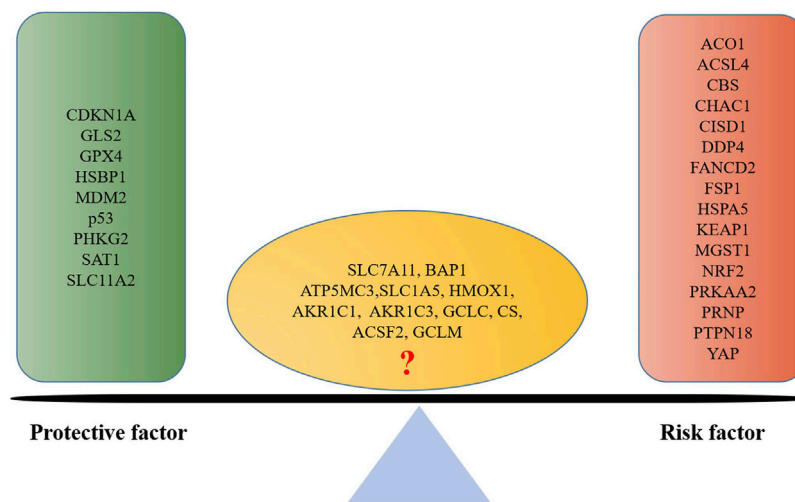 CDKN1A
GLS2
GPX4
HSBP1
MDM2
p53
PHKG2
SAT1
SLC11A2
SLC7A11, BAP1
ATP5MC3,SLC1A5, HMOX1,
AKR1C1, AKR1C3, GCLC, CS,
ACSF2, GCLM
?
ACO1
ACSL4
CBS
CHAC1
CISD1
DDP4
FANCD2
FSP1
HSPA5
KEAP1
MGST1
NRF2
PRKAA2
PRNP
PTPN18
YAP
Protective factor
Risk factor